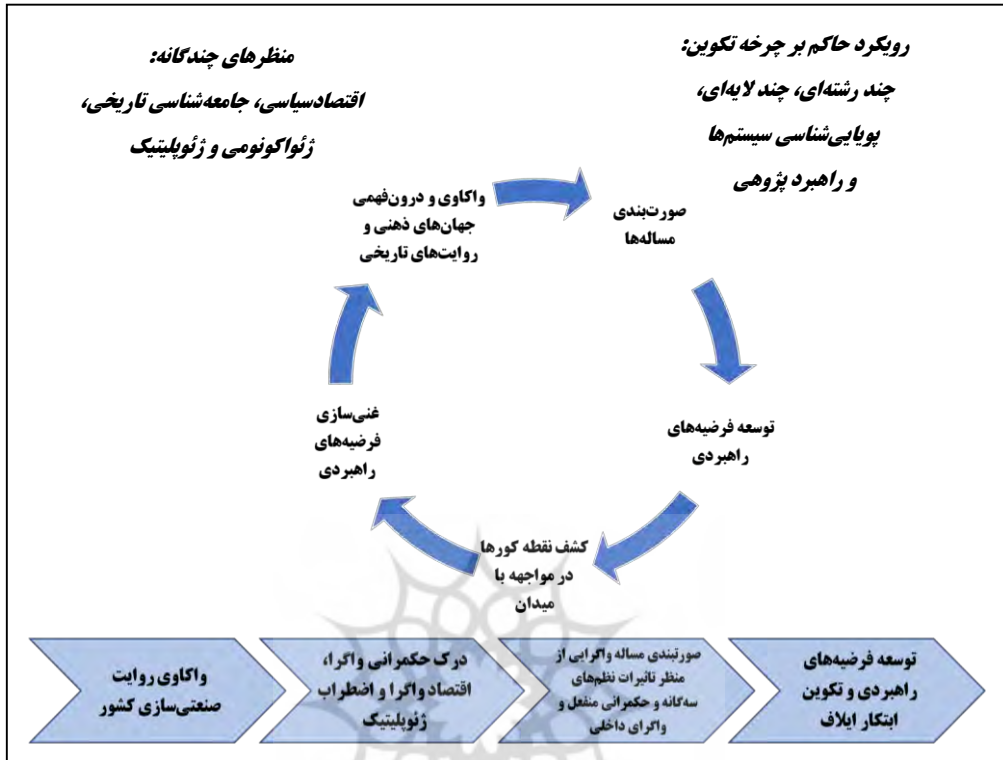 رویکرد حاکم بر چرخه تکوین:
چند رشته‌ای، چند لایه‌ای،
پویایی‌شناسی سیستم‌ها
و راهبرد پژوهی
منظرهای چندگانه:
اقتصادسیاسی، جامعه‌شناسی تاریخی،
ژئواکونومی و ژئوپلیتیک
صورت‌بندی
مساله‌ها
توسعه فرضیه‌های
راهبردی
کشف نقطه کورها
در مواجهه با
میدان
غنی‌سازی
فرضیه‌های
راهبردی
واکاوی و درون‌فهمی
جهان‌های ذهنی و
روایت‌های تاریخی
واکاوی روایت
صنعتی‌سازی کشور
درک حکمرانی واگرا،
اقتصاد واگرا و اضطراب
ژئوپلیتیک
صورتبندی مساله واگرایی از
منظر تاثیرات نظم‌های
سه‌گانه و حکمرانی منفعل و
واگرای داخلی
توسعه فرضیه‌های
راهبردی و تکوین
ابتکار ایلاف